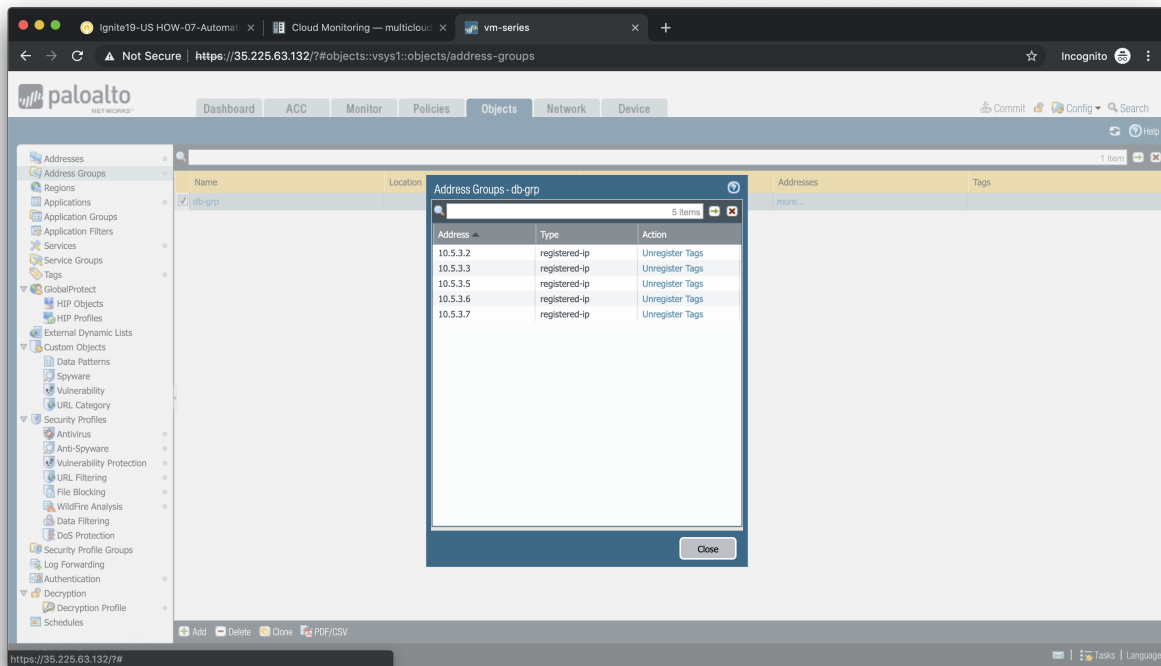 Ignite19-US HOW-07-Automat
Cloud Monitoring — multicloud
vm-series
Not Secure | https://35.225.63.132/?#objects::vsys1::objects/address-groups
Incognito
paloalto
NETWORKS
Dashboard ACC Monitor Policies Objects Network Device
Commit Config Search
Help
Addresses
Address Groups
Regions
Applications
Application Groups
Application Filters
Services
Service Groups
Tags
GlobalProtect
HIP Objects
HIP Profiles
External Dynamic Lists
Custom Objects
Data Patterns
Spyware
Vulnerability
URL Category
Security Profiles
Antivirus
Anti-Spyware
Vulnerability Protection
URL Filtering
File Blocking
WildFire Analysis
Data Filtering
DoS Protection
Security Profile Groups
Log Forwarding
Authentication
Decryption
Decryption Profile
Schedules
1 item
Name Location Addresses Tags
db-grp more...
Address Groups - db-grp
5 items
Address Type Action
10.5.3.2 registered-ip Unregister Tags
10.5.3.3 registered-ip Unregister Tags
10.5.3.5 registered-ip Unregister Tags
10.5.3.6 registered-ip Unregister Tags
10.5.3.7 registered-ip Unregister Tags
Close
Add Delete Clone PDF/CSV
https://35.225.63.132/?#
Tasks | Language